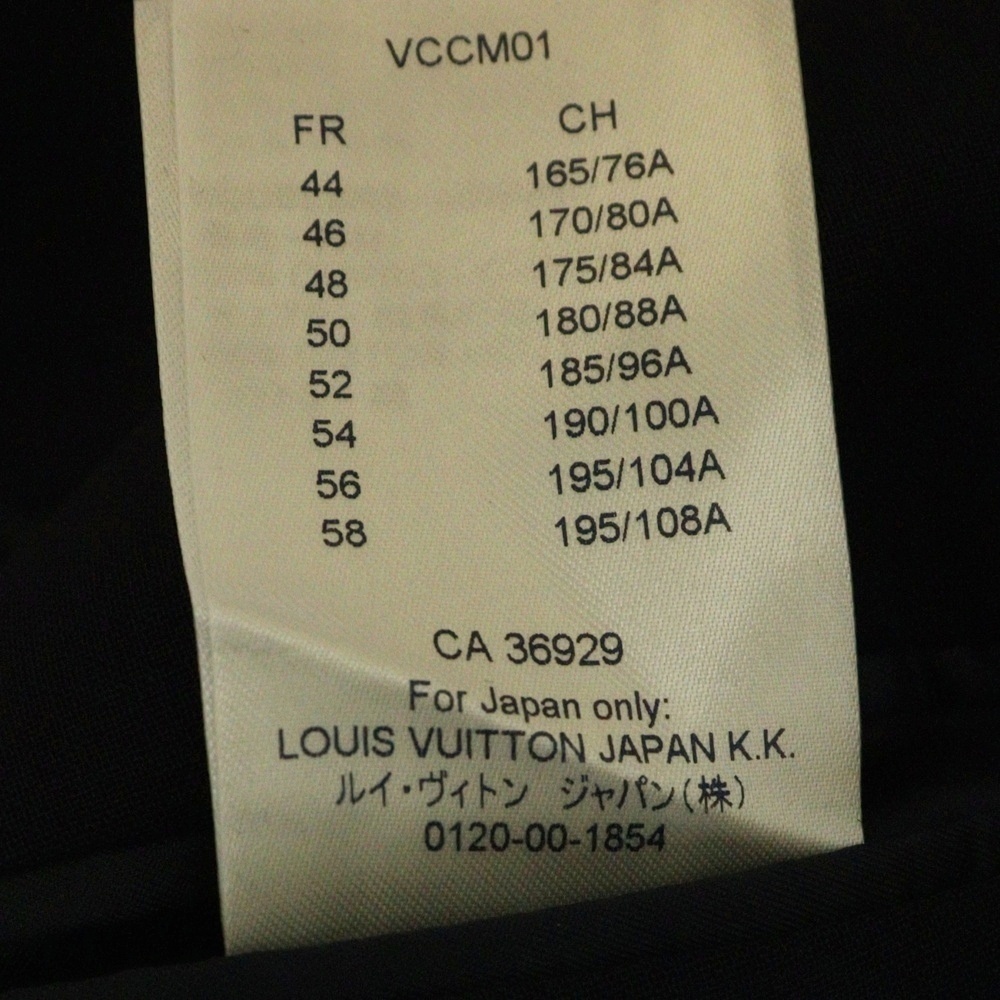 VCCM01
FR CH
44 165/76A
46 170/80A
48 175/84A
50 180/88A
52 185/96A
54 190/100A
56 195/104A
58 195/108A
CA 36929
For Japan only:
LOUIS VUITTON JAPAN K.K.
ルイ・ヴィトン ジャパン(株)
0120-00-1854